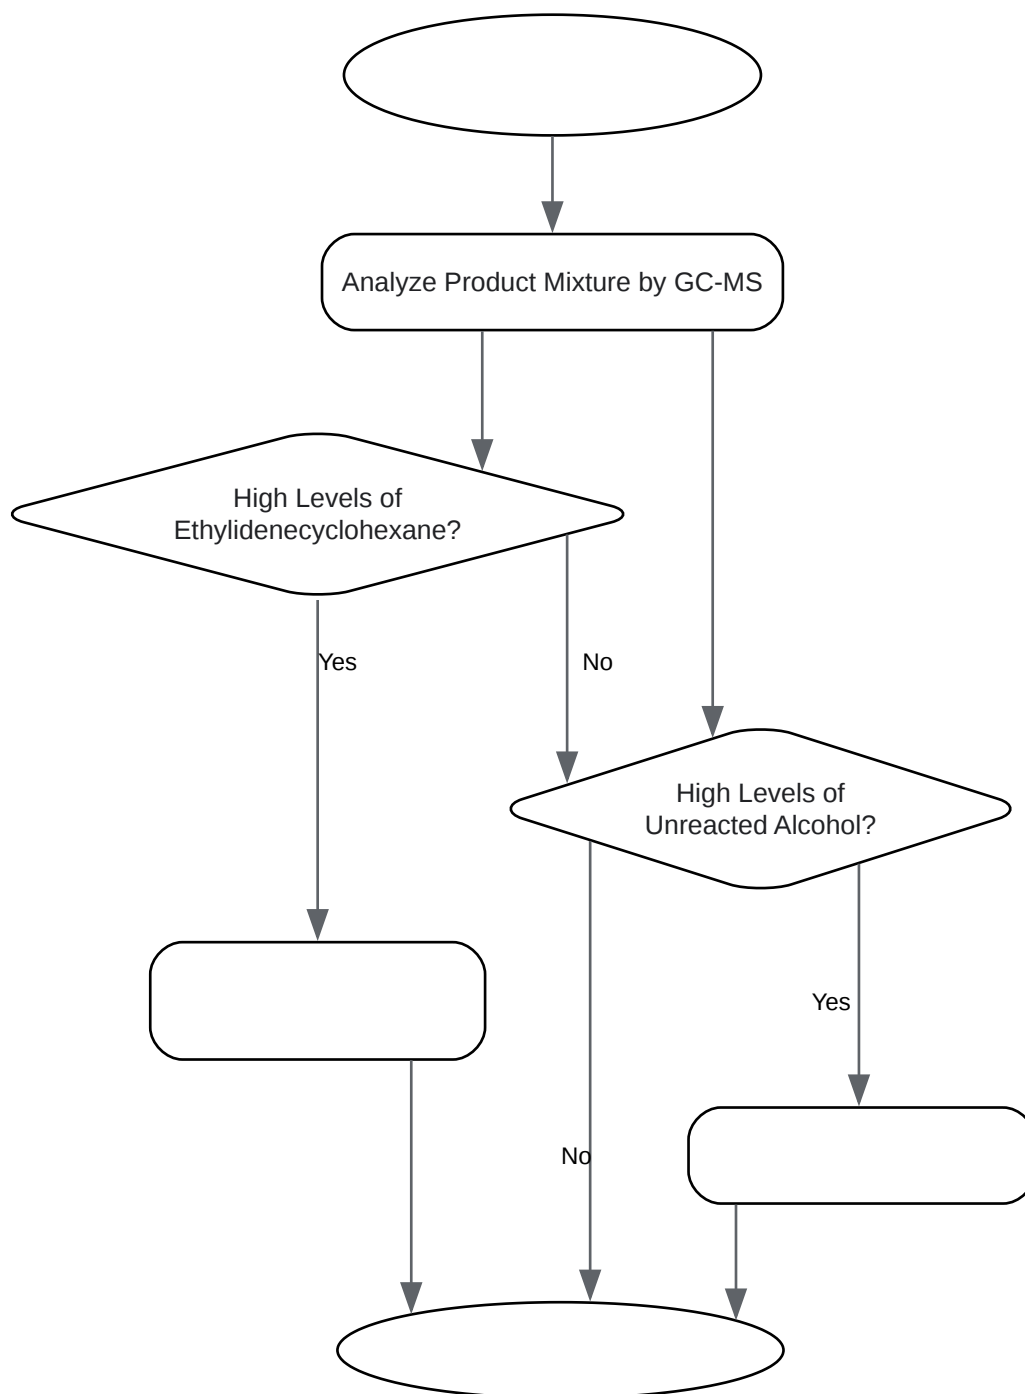 Analyze Product Mixture by GC-MS
High Levels of
Ethylidenecyclohexane?
Yes
No
High Levels of
Unreacted Alcohol?
Yes
No